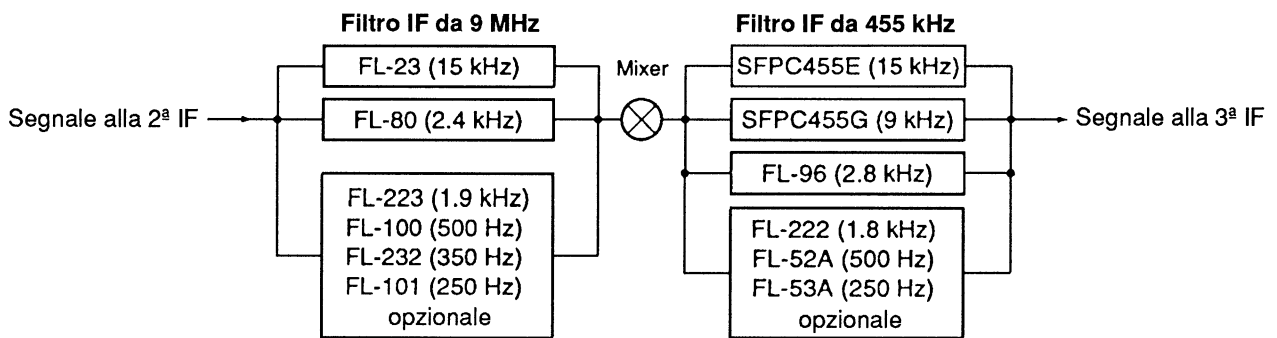 Filtro IF da 9 MHz
FL-23 (15 kHz)
Segnale alla 2ª IF
FL-80 (2.4 kHz)
FL-223 (1.9 kHz)
FL-100 (500 Hz)
FL-232 (350 Hz)
FL-101 (250 Hz)
opzionale
Mixer
Filtro IF da 455 kHz
SFPC455E (15 kHz)
SFPC455G (9 kHz)
Segnale alla 3ª IF
FL-96 (2.8 kHz)
FL-222 (1.8 kHz)
FL-52A (500 Hz)
FL-53A (250 Hz)
opzionale